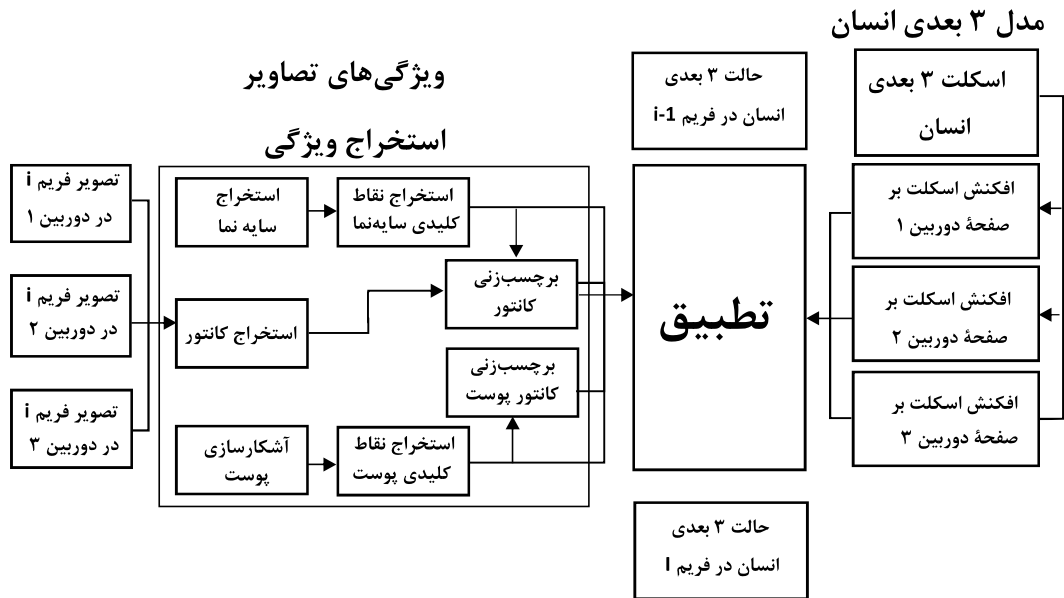 مدل ۳ بعدی انسان
ویژگی‌های تصاویر
استخراج ویژگی
اسکلت ۳ بعدی
انسان
افکنش اسکلت بر
صفحۀ دوربین ۱
افکنش اسکلت بر
صفحۀ دوربین ۲
افکنش اسکلت بر
صفحۀ دوربین ۳
حالت ۳ بعدی
انسان در فریم i-1
تطبیق
حالت ۳ بعدی
انسان در فریم I
تصویر فریم i
در دوربین ۱
تصویر فریم i
در دوربین ۲
تصویر فریم i
در دوربین ۳
استخراج
سایه نما
استخراج نقاط
کلیدی سایه‌نما
برچسب‌زنی
کانتور
استخراج کانتور
برچسب‌زنی
کانتور پوست
آشکارسازی
پوست
استخراج نقاط
کلیدی پوست